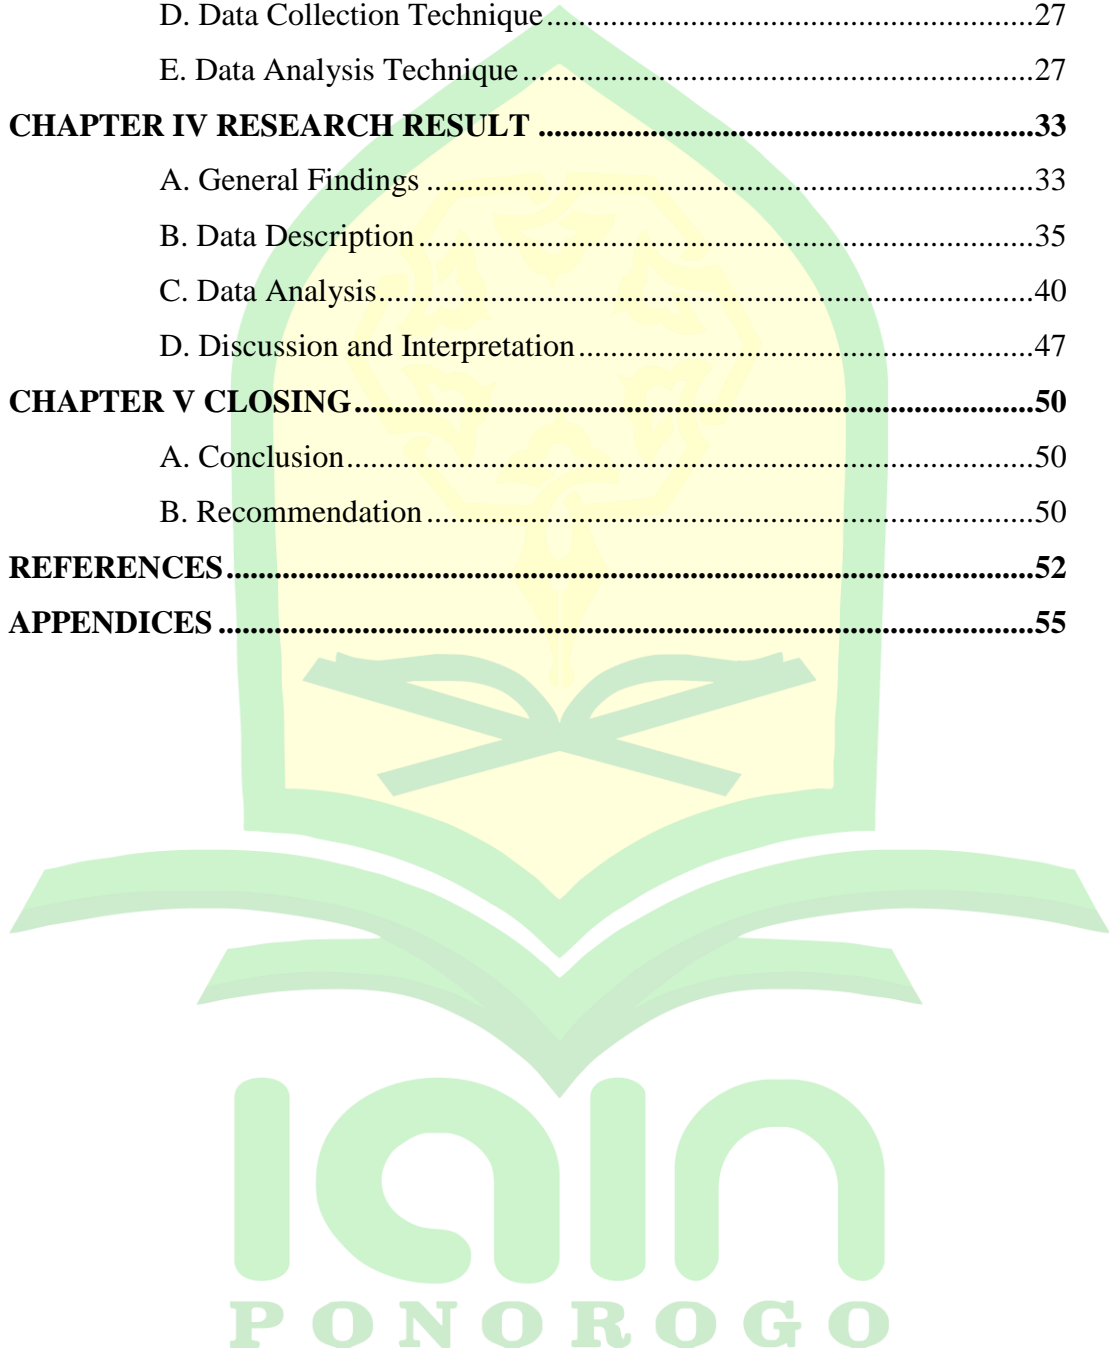 D. Data Collection Technique...............................................................27
E. Data Analysis Technique..................................................................27
CHAPTER IV RESEARCH RESULT ..............................................................33
A. General Findings ............................................................................33
B. Data Description .............................................................................35
C. Data Analysis..................................................................................40
D. Discussion and Interpretation..........................................................47
CHAPTER V CLOSING.....................................................................................50
A. Conclusion......................................................................................50
B. Recommendation ............................................................................50
REFERENCES.....................................................................................................52
APPENDICES ......................................................................................................55
iain
PONOROGO